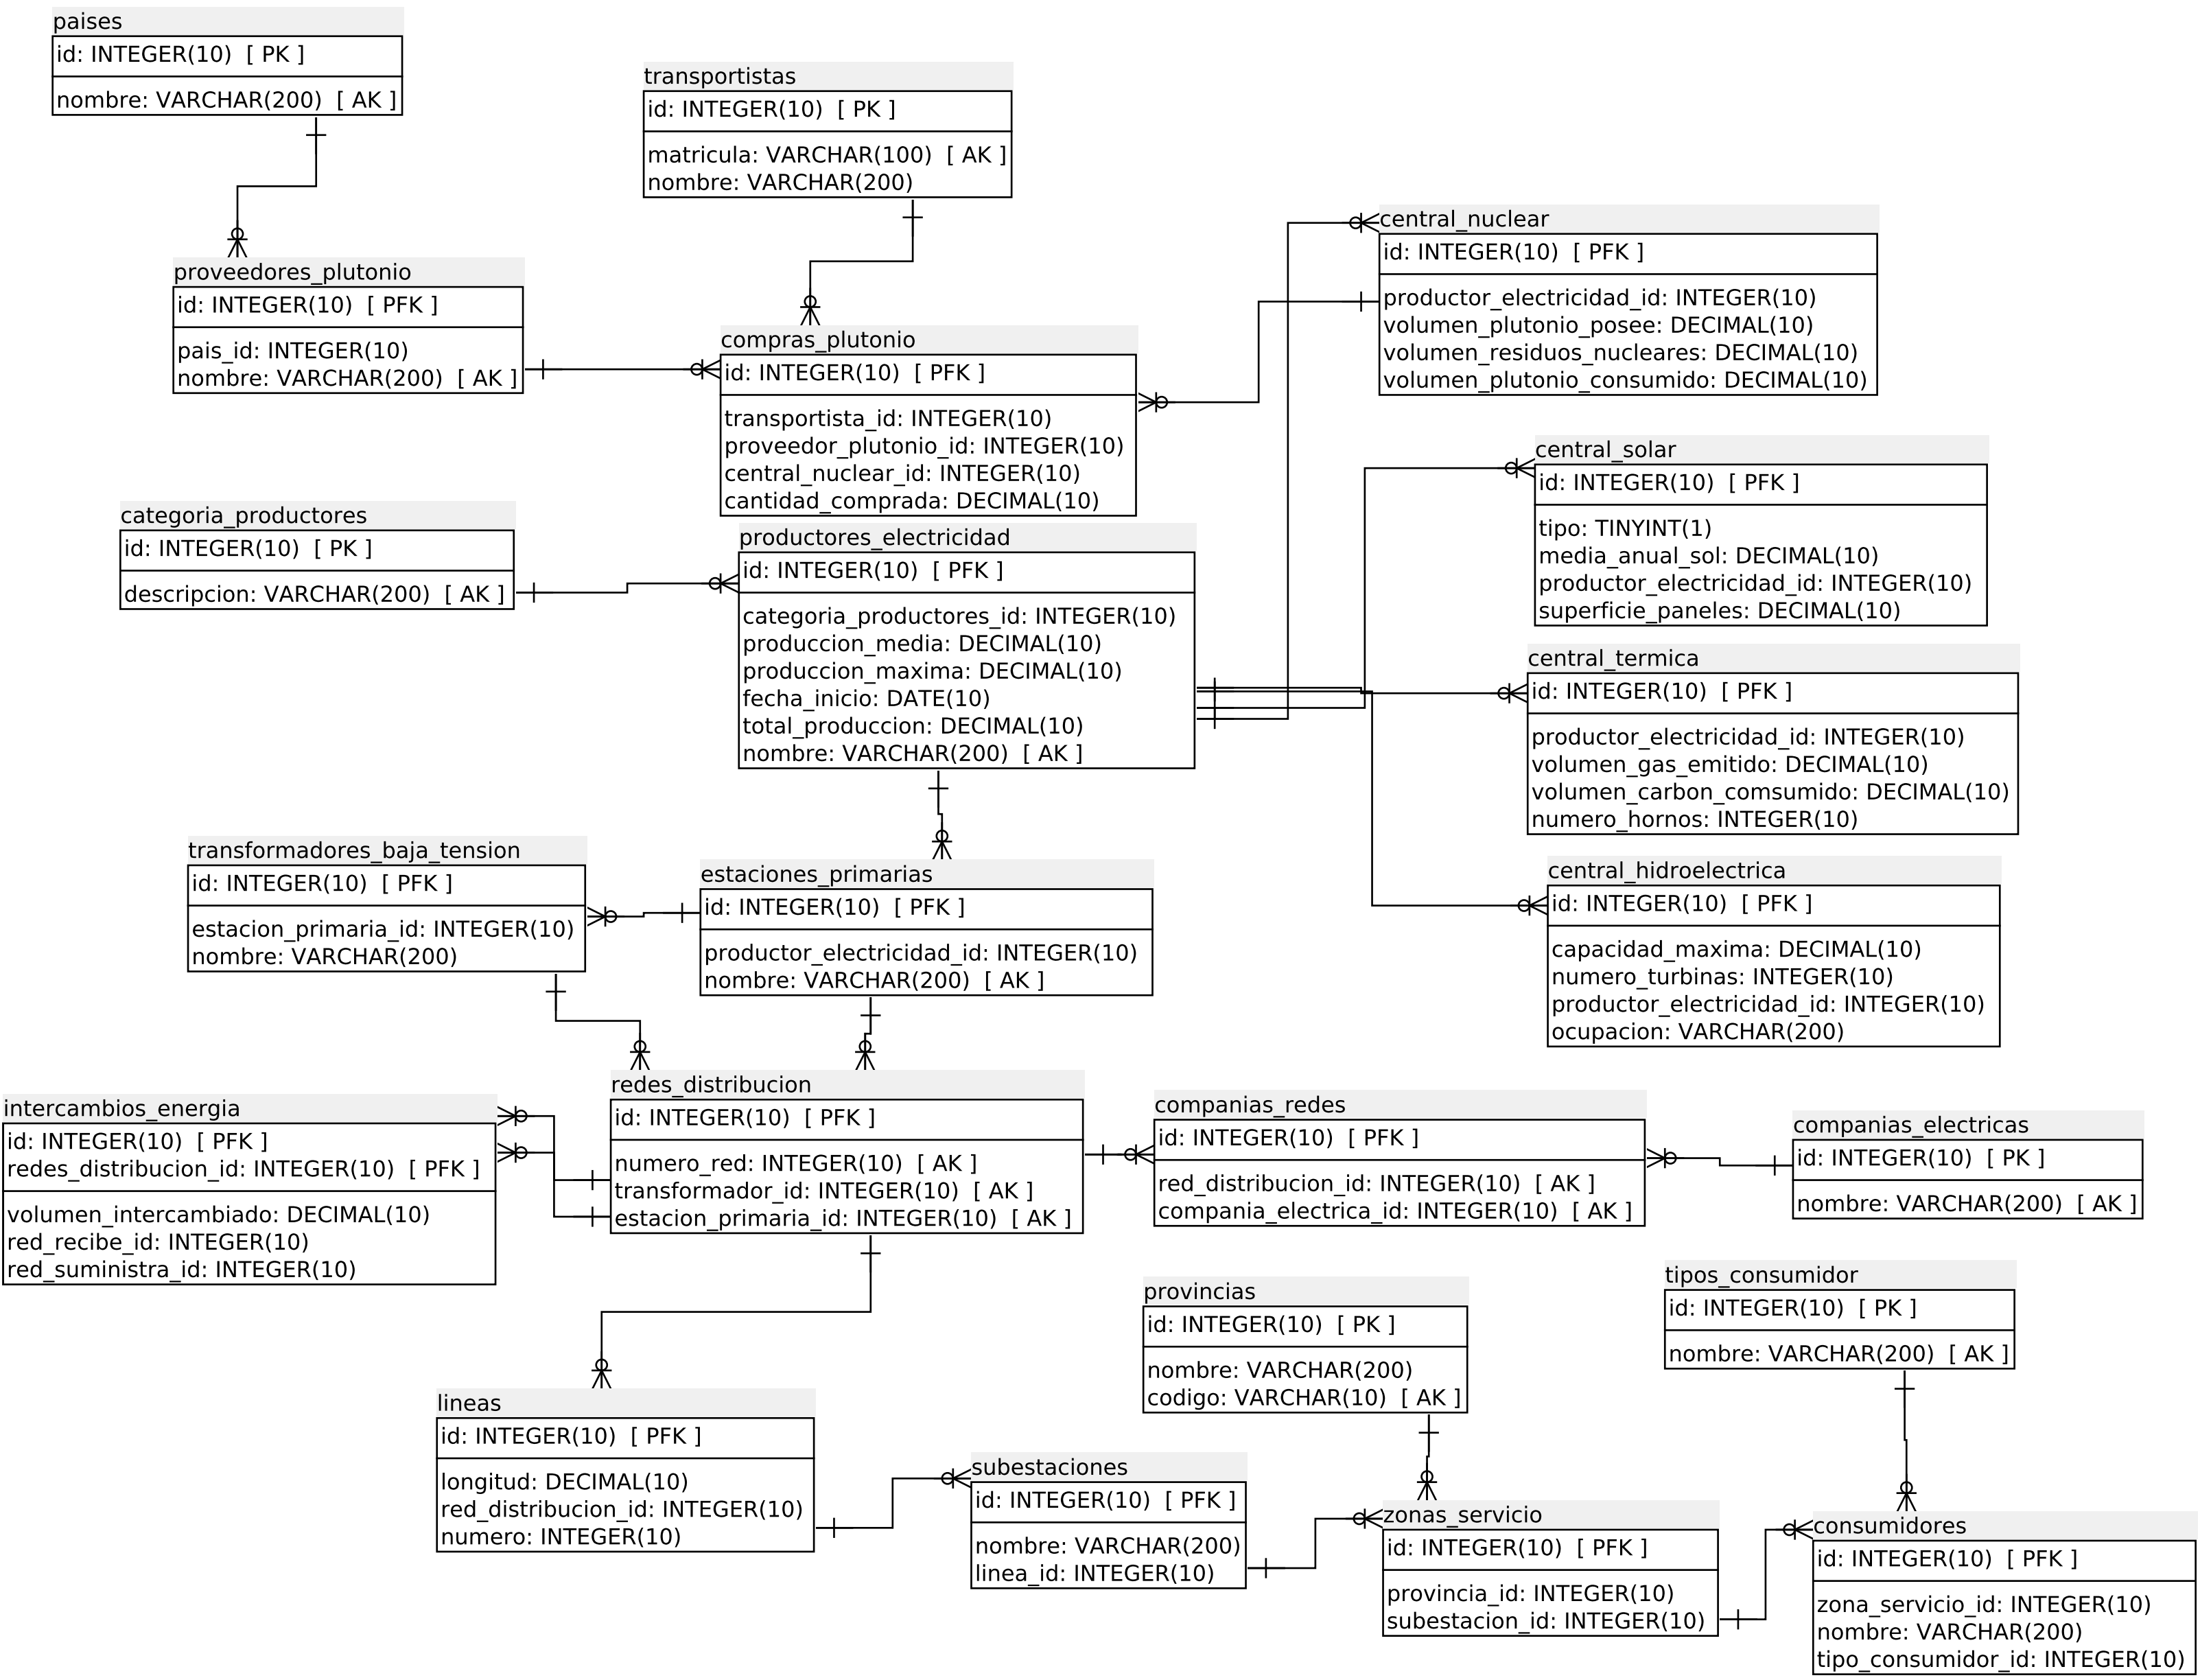 paises
id: INTEGER(10)  [ PK ]
nombre: VARCHAR(200)  [ AK ]
transportistas
id: INTEGER(10)  [ PK ]
matricula: VARCHAR(100)  [ AK ]
nombre: VARCHAR(200)
central_nuclear
id: INTEGER(10)  [ PFK ]
productor_electricidad_id: INTEGER(10)
volumen_plutonio_posee: DECIMAL(10)
volumen_residuos_nucleares: DECIMAL(10)
volumen_plutonio_consumido: DECIMAL(10)
proveedores_plutonio
id: INTEGER(10)  [ PFK ]
pais_id: INTEGER(10)
nombre: VARCHAR(200)  [ AK ]
compras_plutonio
id: INTEGER(10)  [ PFK ]
transportista_id: INTEGER(10)
proveedor_plutonio_id: INTEGER(10)
central_nuclear_id: INTEGER(10)
cantidad_comprada: DECIMAL(10)
central_solar
id: INTEGER(10)  [ PFK ]
tipo: TINYINT(1)
media_anual_sol: DECIMAL(10)
productor_electricidad_id: INTEGER(10)
superficie_paneles: DECIMAL(10)
categoria_productores
id: INTEGER(10)  [ PK ]
descripcion: VARCHAR(200)  [ AK ]
productores_electricidad
id: INTEGER(10)  [ PFK ]
categoria_productores_id: INTEGER(10)
produccion_media: DECIMAL(10)
produccion_maxima: DECIMAL(10)
fecha_inicio: DATE(10)
total_produccion: DECIMAL(10)
nombre: VARCHAR(200)  [ AK ]
central_termica
id: INTEGER(10)  [ PFK ]
productor_electricidad_id: INTEGER(10)
volumen_gas_emitido: DECIMAL(10)
volumen_carbon_comsumido: DECIMAL(10)
numero_hornos: INTEGER(10)
transformadores_baja_tension
id: INTEGER(10)  [ PFK ]
estacion_primaria_id: INTEGER(10)
nombre: VARCHAR(200)
estaciones_primarias
id: INTEGER(10)  [ PFK ]
productor_electricidad_id: INTEGER(10)
nombre: VARCHAR(200)  [ AK ]
central_hidroelectrica
id: INTEGER(10)  [ PFK ]
capacidad_maxima: DECIMAL(10)
numero_turbinas: INTEGER(10)
productor_electricidad_id: INTEGER(10)
ocupacion: VARCHAR(200)
intercambios_energia
id: INTEGER(10)  [ PFK ]
redes_distribucion_id: INTEGER(10)  [ PFK ]
volumen_intercambiado: DECIMAL(10)
red_recibe_id: INTEGER(10)
red_suministra_id: INTEGER(10)
redes_distribucion
id: INTEGER(10)  [ PFK ]
numero_red: INTEGER(10)  [ AK ]
transformador_id: INTEGER(10)  [ AK ]
estacion_primaria_id: INTEGER(10)  [ AK ]
companias_redes
id: INTEGER(10)  [ PFK ]
red_distribucion_id: INTEGER(10)  [ AK ]
compania_electrica_id: INTEGER(10)  [ AK ]
companias_electricas
id: INTEGER(10)  [ PK ]
nombre: VARCHAR(200)  [ AK ]
provincias
id: INTEGER(10)  [ PK ]
nombre: VARCHAR(200)
codigo: VARCHAR(10)  [ AK ]
tipos_consumidor
id: INTEGER(10)  [ PK ]
nombre: VARCHAR(200)  [ AK ]
lineas
id: INTEGER(10)  [ PFK ]
longitud: DECIMAL(10)
red_distribucion_id: INTEGER(10)
numero: INTEGER(10)
subestaciones
id: INTEGER(10)  [ PFK ]
nombre: VARCHAR(200)
linea_id: INTEGER(10)
zonas_servicio
id: INTEGER(10)  [ PFK ]
provincia_id: INTEGER(10)
subestacion_id: INTEGER(10)
consumidores
id: INTEGER(10)  [ PFK ]
zona_servicio_id: INTEGER(10)
nombre: VARCHAR(200)
tipo_consumidor_id: INTEGER(10)